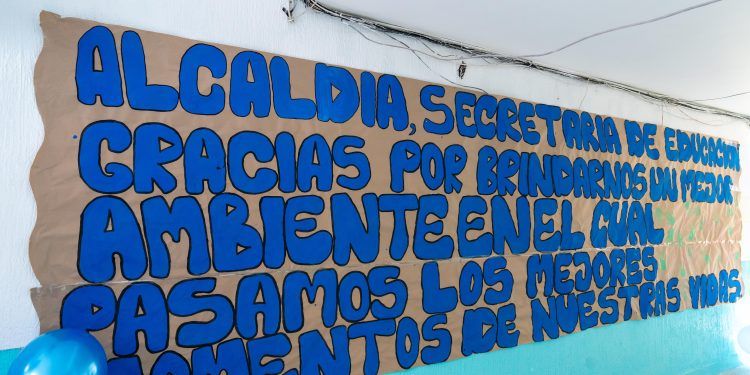 ALCALDIA, SECRETARIA DE EDUCACION
GRACIAS POR BRINDARNOS UN MEJOR
AMBIENTE EN EL CUAL
PASAMOS LOS MEJORES
MOMENTOS DE NUESTRAS VIDAS